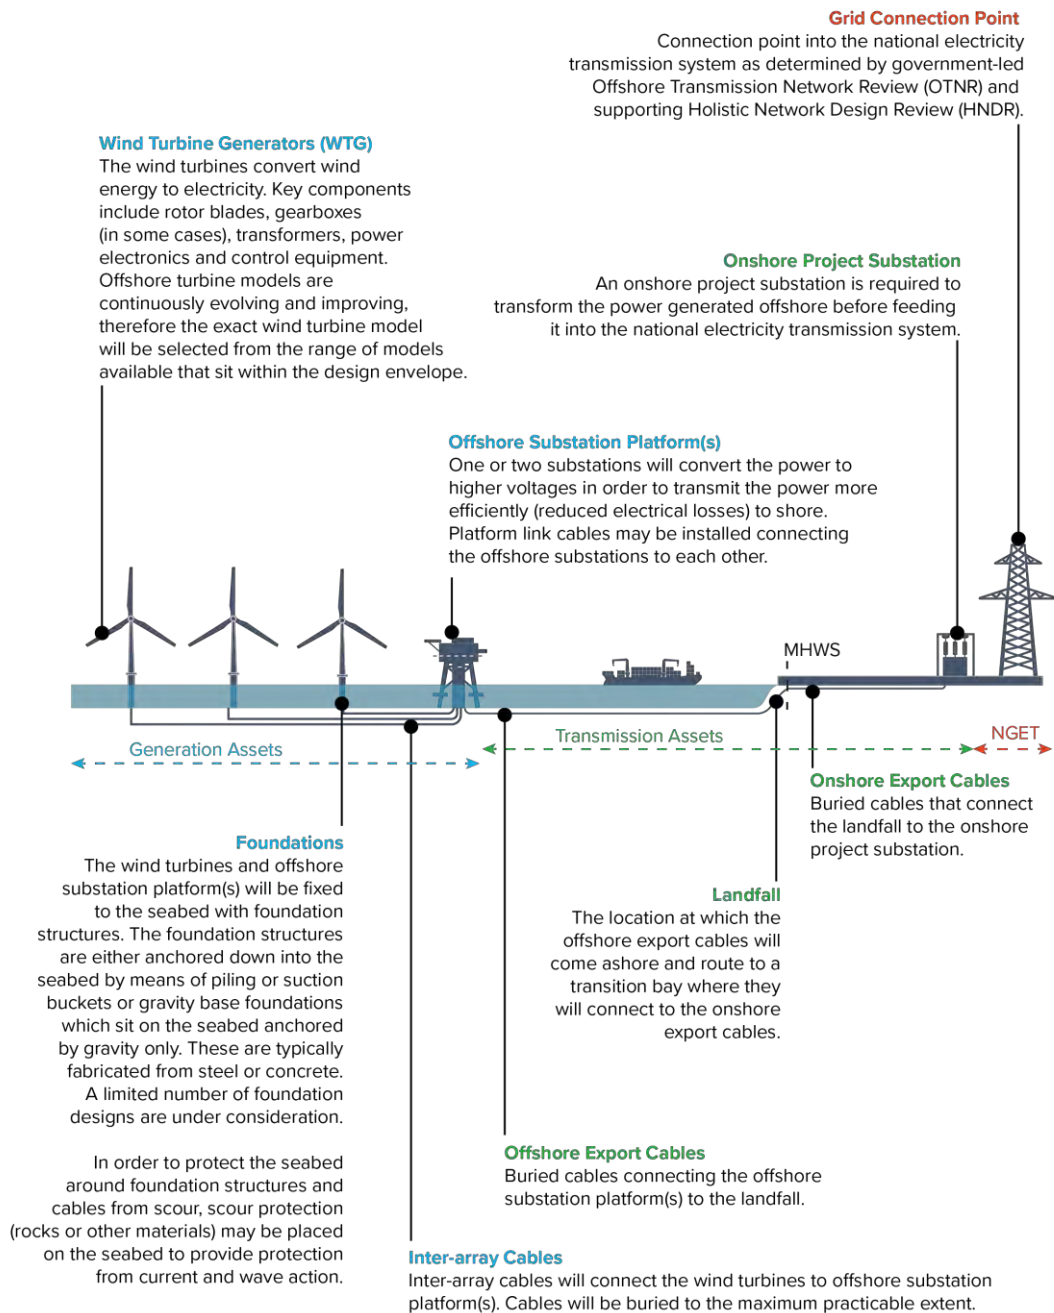 Grid Connection Point
Connection point into the national electricity
transmission system as determined by government-led
Offshore Transmission Network Review (OTNR) and
supporting Holistic Network Design Review (HNDR).
Wind Turbine Generators (WTG)
The wind turbines convert wind
energy to electricity. Key components
include rotor blades, gearboxes
(in some cases), transformers, power
electronics and control equipment.
Offshore turbine models are
continuously evolving and improving,
therefore the exact wind turbine model
will be selected from the range of models
available that sit within the design envelope.
Onshore Project Substation
An onshore project substation is required to
transform the power generated offshore before feeding
it into the national electricity transmission system.
Offshore Substation Platform(s)
One or two substations will convert the power to
higher voltages in order to transmit the power more
efficiently (reduced electrical losses) to shore.
Platform link cables may be installed connecting
the offshore substations to each other.
MHWS
Generation Assets
Transmission Assets
NGET
Onshore Export Cables
Buried cables that connect
the landfall to the onshore
project substation.
Foundations
The wind turbines and offshore
substation platform(s) will be fixed
to the seabed with foundation
structures. The foundation structures
are either anchored down into the
seabed by means of piling or suction
buckets or gravity base foundations
which sit on the seabed anchored
by gravity only. These are typically
fabricated from steel or concrete.
A limited number of foundation
designs are under consideration.
In order to protect the seabed
around foundation structures and
cables from scour, scour protection
(rocks or other materials) may be placed
on the seabed to provide protection
from current and wave action.
Landfall
The location at which the
offshore export cables will
come ashore and route to a
transition bay where they
will connect to the onshore
export cables.
Offshore Export Cables
Buried cables connecting the offshore
substation platform(s) to the landfall.
Inter-array Cables
Inter-array cables will connect the wind turbines to offshore substation
platform(s). Cables will be buried to the maximum practicable extent.